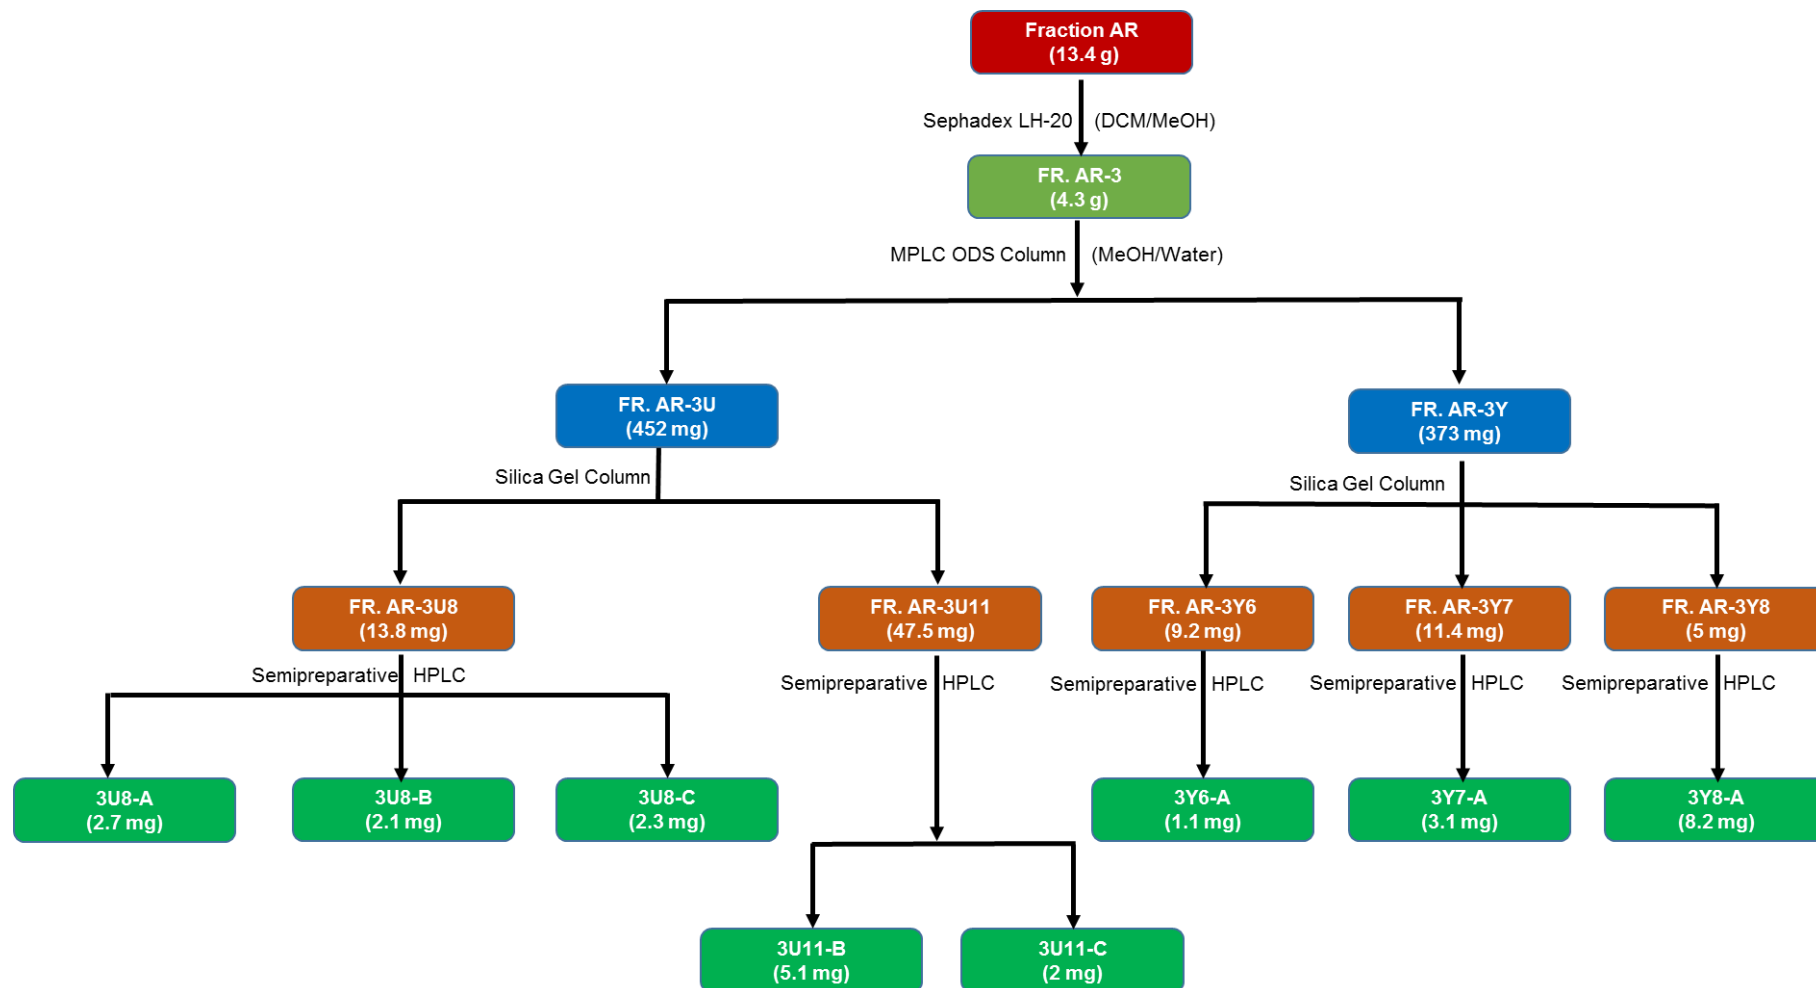 Fraction AR
(13.4 g)
Sephadex LH-20 (DCM/MeOH)
FR. AR-3
(4.3 g)
MPLC ODS Column (MeOH/Water)
FR. AR-3U
(452 mg)
FR. AR-3Y
(373 mg)
Silica Gel Column
Silica Gel Column
FR. AR-3U8
(13.8 mg)
FR. AR-3U11
(47.5 mg)
FR. AR-3Y6
(9.2 mg)
FR. AR-3Y7
(11.4 mg)
FR. AR-3Y8
(5 mg)
Semipreparative HPLC
Semipreparative HPLC
Semipreparative HPLC
Semipreparative HPLC
Semipreparative HPLC
3U8-A
(2.7 mg)
3U8-B
(2.1 mg)
3U8-C
(2.3 mg)
3Y6-A
(1.1 mg)
3Y7-A
(3.1 mg)
3Y8-A
(8.2 mg)
3U11-B
(5.1 mg)
3U11-C
(2 mg)